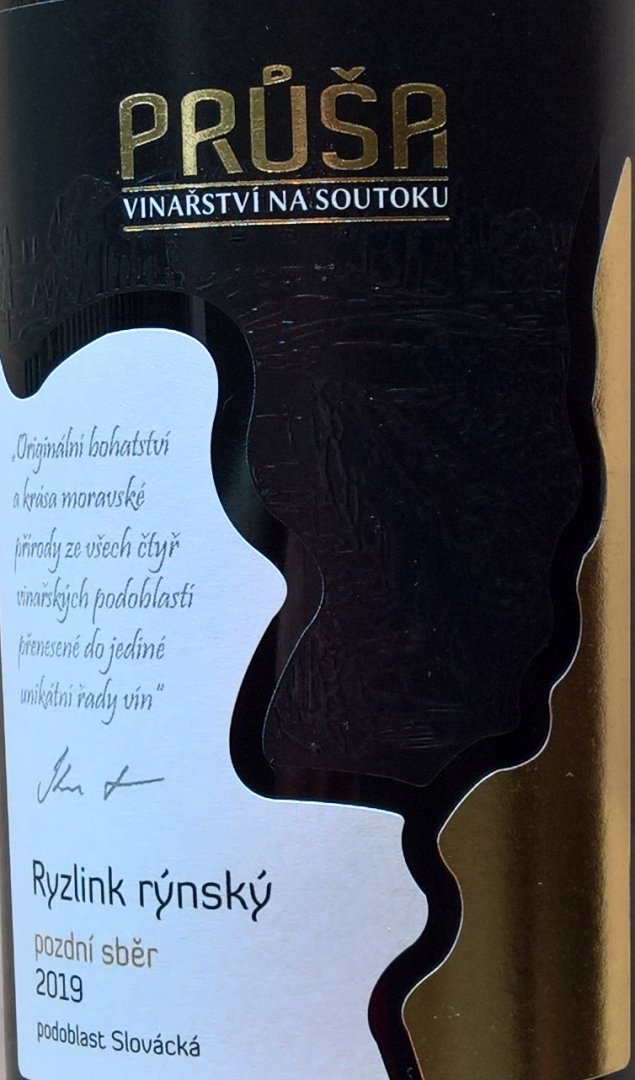 PRŮŠA
VINAŘSTVÍ NA SOUTOKU
„Originální bohatství
a krása moravské
přírody ze všech čtyř
vinařských podoblastí
přenesené do jediné
unikátní řady vín“
Ryzlink rýnský
pozdní sběr
2019
podoblast Slovácká